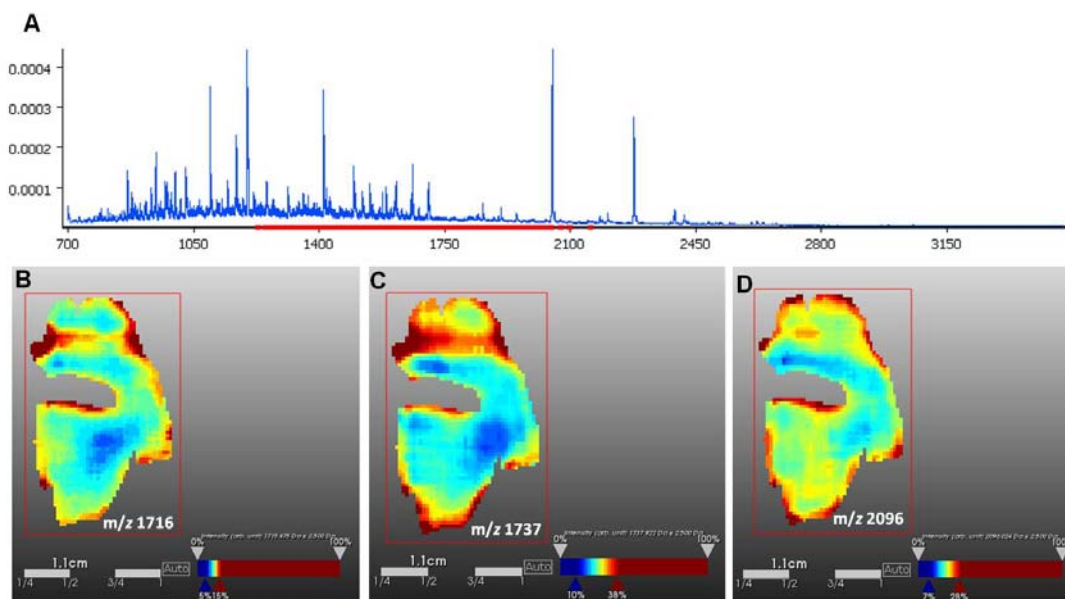 A
0.0004
0.0003
0.0002
0.0001
700 1050 1400 1750 2100 2450 2800 3150
B
m/z 1716
1.1cm
1/4 1/2 3/4 1
Auto
0% 100%
5% 15%
C
m/z 1737
1.1cm
1/4 1/2 3/4 1
Auto
0% 100%
10% 38%
D
m/z 2096
1.1cm
1/4 1/2 3/4 1
Auto
0% 100%
7% 28%